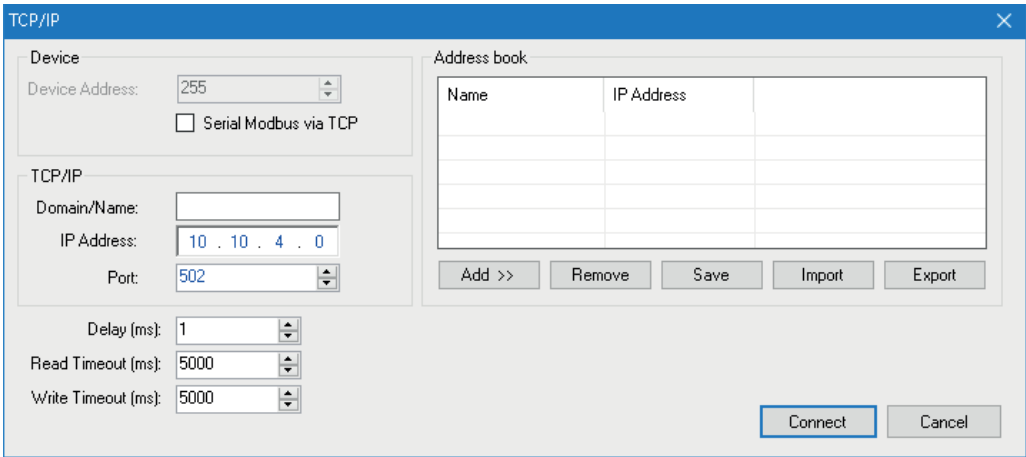 TCP/IP
Device
Device Address: 255
Serial Modbus via TCP
TCP/IP
Domain/Name:
IP Address: 10 . 10 . 4 . 0
Port: 502
Delay (ms): 1
Read Timeout (ms): 5000
Write Timeout (ms): 5000
Address book
Name IP Address
Add >> Remove Save Import Export
Connect Cancel